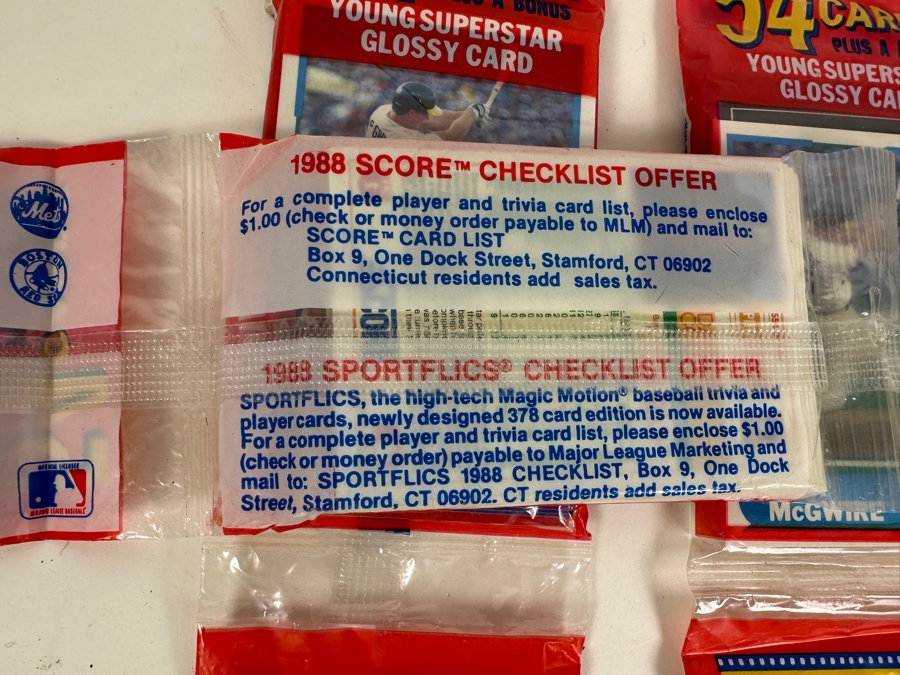 PLUS A BONUS
YOUNG SUPERSTAR
GLOSSY CARD
54 CAR
PLUS A
YOUNG SUPERS
GLOSSY CA
Mets
BOSTON
RED SOX
MAJOR LEAGUE BASEBALL
1988 SCORE™ CHECKLIST OFFER
For a complete player and trivia card list, please enclose
$1.00 (check or money order payable to MLM) and mail to:
SCORE™ CARD LIST
Box 9, One Dock Street, Stamford, CT 06902
Connecticut residents add sales tax.
1988 SPORTFLICS® CHECKLIST OFFER
SPORTFLICS, the high-tech Magic Motion® baseball trivia and
player cards, newly designed 378 card edition is now available.
For a complete player and trivia card list, please enclose $1.00
(check or money order) payable to Major League Marketing and
mail to: SPORTFLICS 1988 CHECKLIST, Box 9, One Dock
Street, Stamford, CT 06902. CT residents add sales tax.
McGWIRE